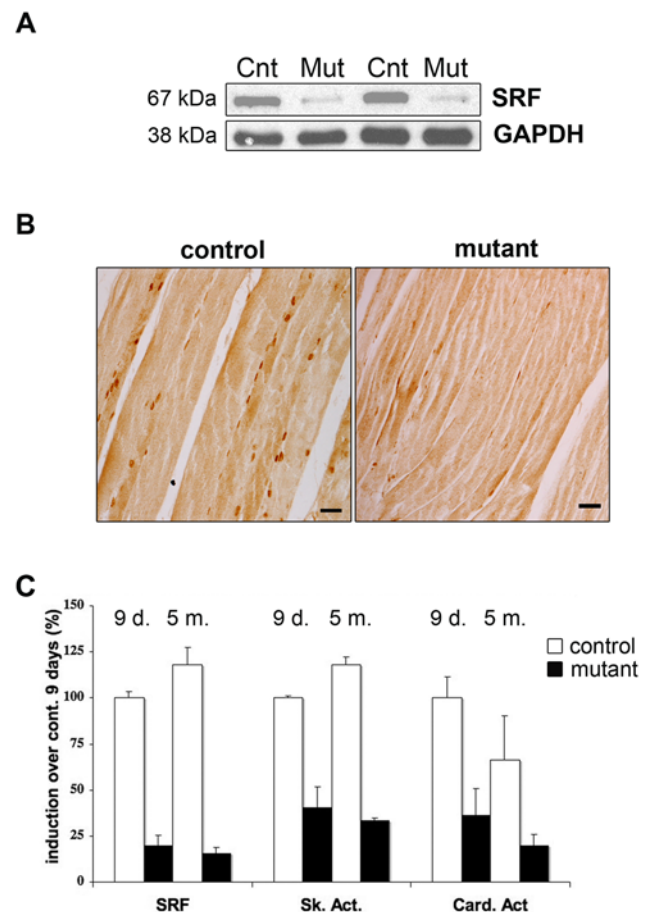 A
Cnt Mut Cnt Mut
67 kDa SRF
38 kDa GAPDH
B
control mutant
C
induction over cont. 9 days (%)
150
125
100
75
50
25
0
9 d. 5 m. 9 d. 5 m. 9 d. 5 m.
control
mutant
SRF Sk. Act. Card. Act